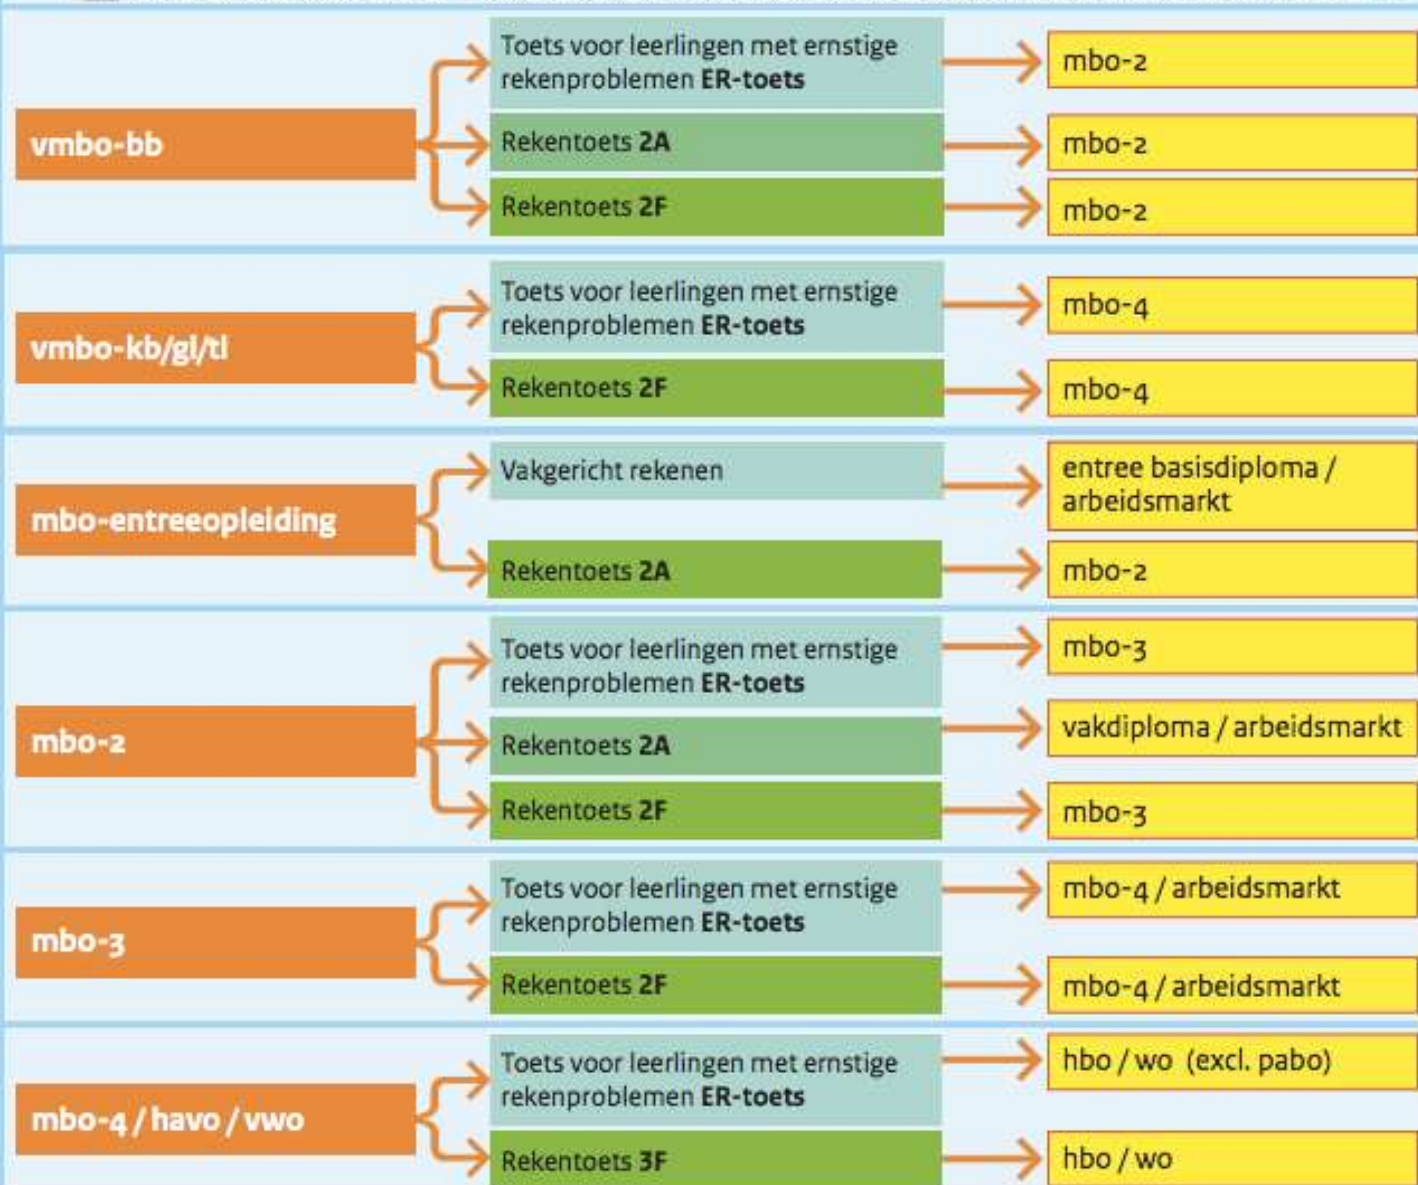 vmbo-bb
Toets voor leerlingen met ernstige
rekenproblemen ER-toets
mbo-2
Rekentoets 2A
mbo-2
Rekentoets 2F
mbo-2
vmbo-kb/gl/tl
Toets voor leerlingen met ernstige
rekenproblemen ER-toets
mbo-4
Rekentoets 2F
mbo-4
mbo-entreeopleiding
Vakgericht rekenen
entree basisdiploma /
arbeidsmarkt
Rekentoets 2A
mbo-2
mbo-2
Toets voor leerlingen met ernstige
rekenproblemen ER-toets
mbo-3
Rekentoets 2A
vakdiploma / arbeidsmarkt
Rekentoets 2F
mbo-3
mbo-3
Toets voor leerlingen met ernstige
rekenproblemen ER-toets
mbo-4 / arbeidsmarkt
Rekentoets 2F
mbo-4 / arbeidsmarkt
mbo-4 / havo / vwo
Toets voor leerlingen met ernstige
rekenproblemen ER-toets
hbo / wo (excl. pabo)
Rekentoets 3F
hbo / wo